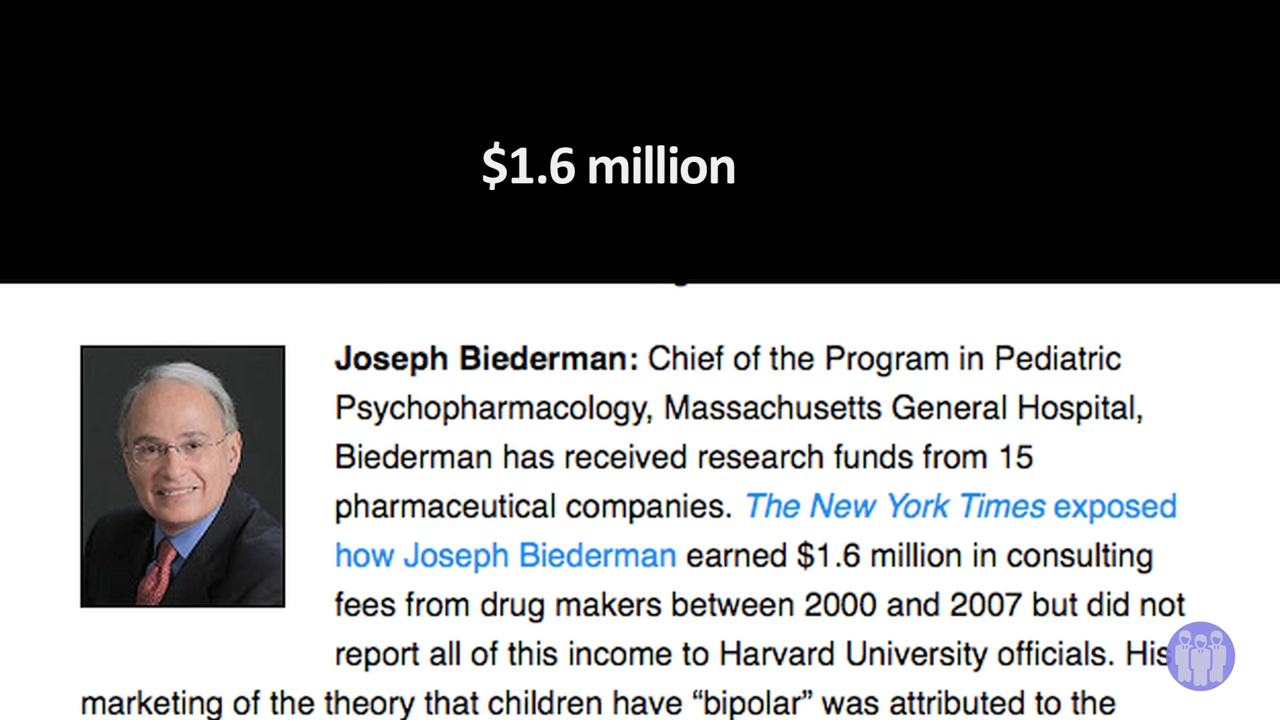 $1.6 million
Joseph Biederman: Chief of the Program in Pediatric
Psychopharmacology, Massachusetts General Hospital,
Biederman has received research funds from 15
pharmaceutical companies. The New York Times exposed
how Joseph Biederman earned $1.6 million in consulting
fees from drug makers between 2000 and 2007 but did not
report all of this income to Harvard University officials. His
marketing of the theory that children have “bipolar” was attributed to the